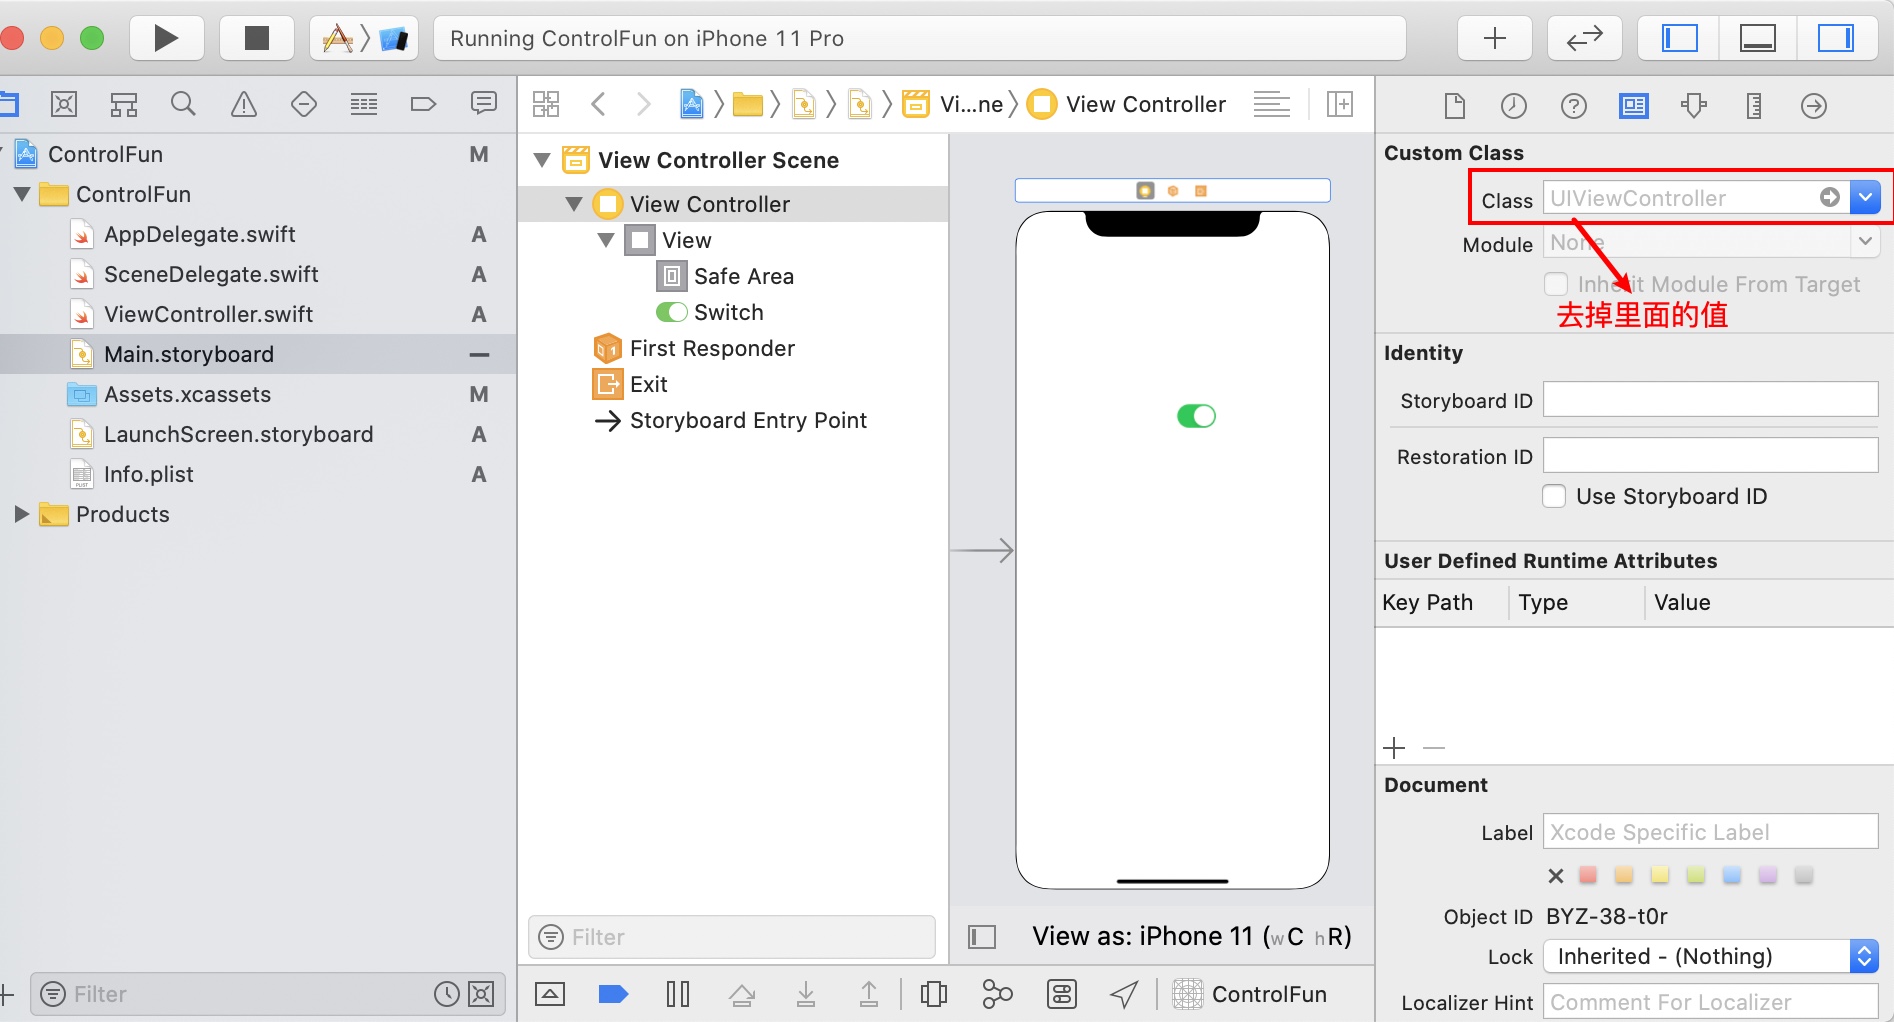 Running ControlFun on iPhone 11 Pro
Vi...ne
View Controller
ControlFun M
ControlFun
AppDelegate.swift A
SceneDelegate.swift A
ViewController.swift A
Main.storyboard
Assets.xcassets M
LaunchScreen.storyboard A
Info.plist A
Products
Filter
View Controller Scene
View Controller
View
Safe Area
Switch
First Responder
Exit
Storyboard Entry Point
Filter
View as: iPhone 11 (wC hR)
ControlFun
Custom Class
Class UIViewController
Module None
Inherit Module From Target
去掉里面的值
Identity
Storyboard ID
Restoration ID
Use Storyboard ID
User Defined Runtime Attributes
Key Path Type Value
Document
Label Xcode Specific Label
Object ID BYZ-38-t0r
Lock Inherited - (Nothing)
Localizer Hint Comment For Localizer